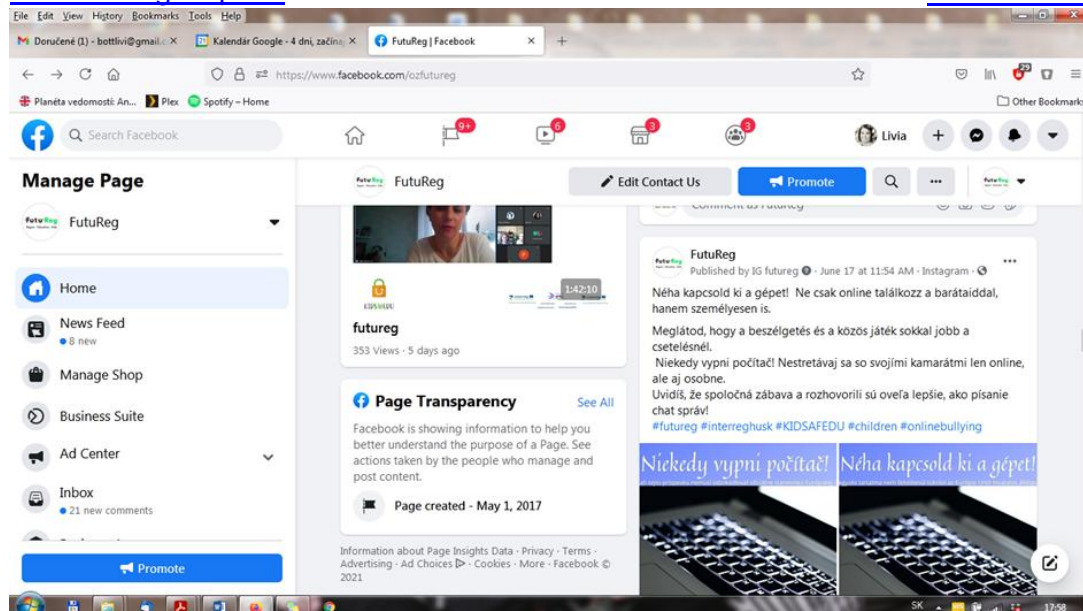 File Edit View History Bookmarks Tools Help
Doručené (1) - bottlivi@gmail.c
Kalendár Google - 4 dni, začína
FutuReg | Facebook
https://www.facebook.com/ozfutureg
29
Planéta vedomostí: An... Plex Spotify – Home
Other Bookmarks
Search Facebook
9+ 6 3 3
Livia
Manage Page
FutuReg
Edit Contact Us
Promote
FutuReg
Home
News Feed
8 new
Manage Shop
Business Suite
Ad Center
Inbox
21 new comments
Promote
1:42:10
futureg
353 Views · 5 days ago
Page Transparency
See All
Facebook is showing information to help you
better understand the purpose of a Page. See
actions taken by the people who manage and
post content.
Page created - May 1, 2017
Information about Page Insights Data · Privacy · Terms ·
Advertising · Ad Choices · Cookies · More · Facebook ©
2021
Comment as FutuReg
FutuReg
Published by IG futureg · June 17 at 11:54 AM · Instagram ·
Néha kapcsold ki a gépet! Ne csak online találkozz a barátaiddal,
hanem személyesen is.
Meglátod, hogy a beszélgetés és a közös játék sokkal jobb a
csetelésnél.
Niekedy vypni počítač! Nestretávaj sa so svojími kamarátmi len online,
ale aj osobne.
Uvidíš, že spoločná zábava a rozhovorili sú oveľa lepšie, ako písanie
chat správ!
#futureg #interreghusk #KIDSAFEDU #children #onlinebullying
Niekedy vypni počítač!
Néha kapcsold ki a gépet!
SK
17:58